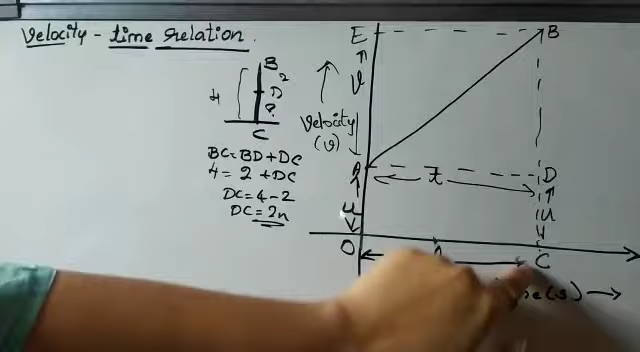 Velocity - time relation.
E
B
B
4
2
D
?
C
v
Velocity
(v)
BC = BD + DC
4 = 2 + DC
DC = 4 - 2
DC = 2n
A
t
D
u
u
O
C